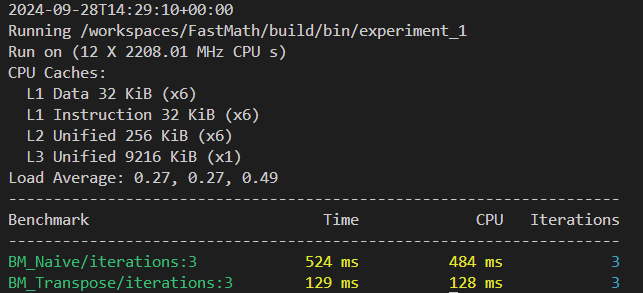 2024-09-28T14:29:10+00:00
Running /workspaces/FastMath/build/bin/experiment_1
Run on (12 X 2208.01 MHz CPU s)
CPU Caches:
  L1 Data 32 KiB (x6)
  L1 Instruction 32 KiB (x6)
  L2 Unified 256 KiB (x6)
  L3 Unified 9216 KiB (x1)
Load Average: 0.27, 0.27, 0.49
--------------------------------------------------------------
Benchmark                      Time             CPU   Iterations
--------------------------------------------------------------
BM_Naive/iterations:3        524 ms          484 ms            3
BM_Transpose/iterations:3    129 ms          128 ms            3